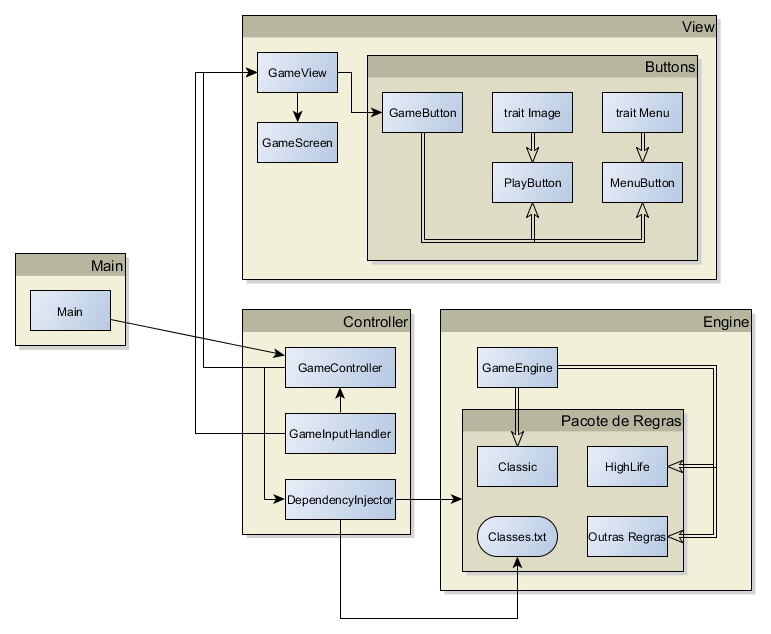 View
Buttons
GameView
GameButton
trait Image
trait Menu
GameScreen
PlayButton
MenuButton
Main
Main
Controller
GameController
GameInputHandler
DependencyInjector
Engine
GameEngine
Pacote de Regras
Classic
HighLife
Classes.txt
Outras Regras